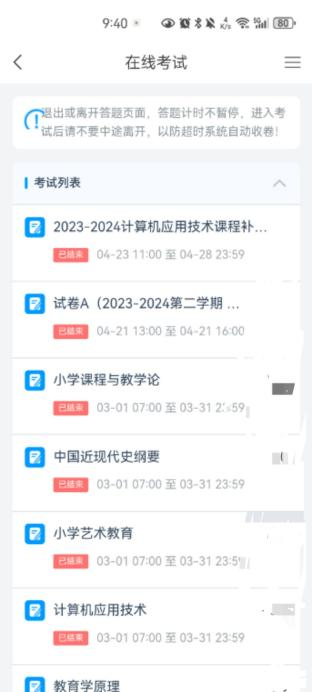 9:40
4 K/s 5G 80
在线考试
退出或离开答题页面，答题计时不暂停，进入考
试后请不要中途离开，以防超时系统自动收卷！
考试列表
2023-2024计算机应用技术课程补...
已结束 04-23 11:00 至 04-28 23:59
试卷A（2023-2024第二学期 ...
已结束 04-21 13:00 至 04-21 16:00
小学课程与教学论
已结束 03-01 07:00 至 03-31 23:59
中国近现代史纲要
已结束 03-01 07:00 至 03-31 23:59
小学艺术教育
已结束 03-01 07:00 至 03-31 23:59
计算机应用技术
已结束 03-01 07:00 至 03-31 23:59
教育学原理